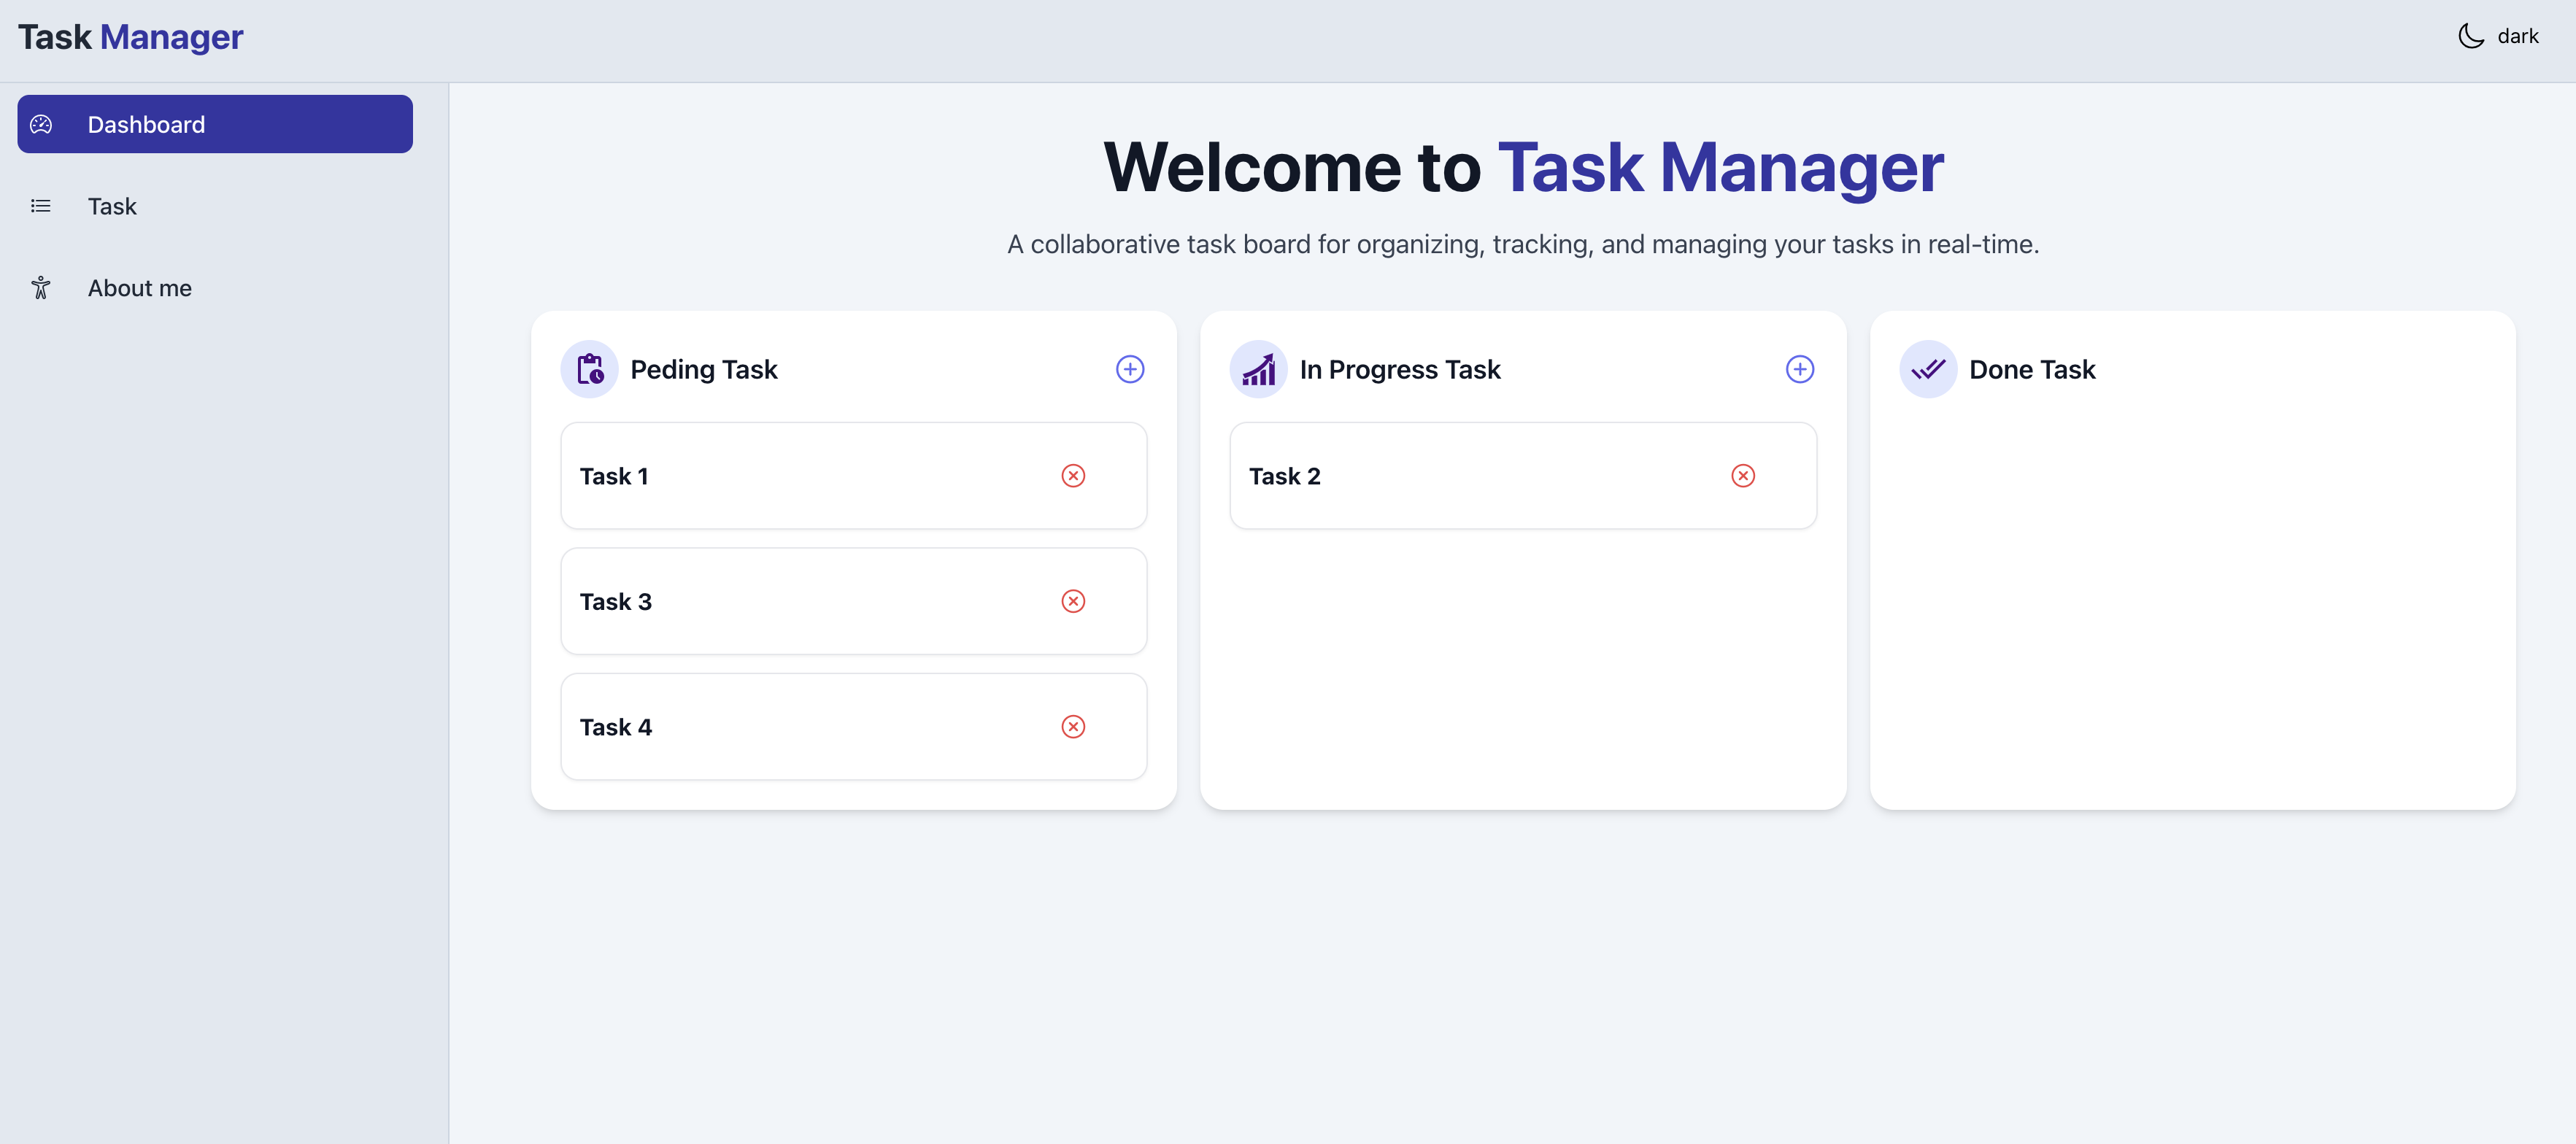 Task Manager
dark
Dashboard
Task
About me
Welcome to Task Manager
A collaborative task board for organizing, tracking, and managing your tasks in real-time.
Peding Task
Task 1
Task 3
Task 4
In Progress Task
Task 2
Done Task